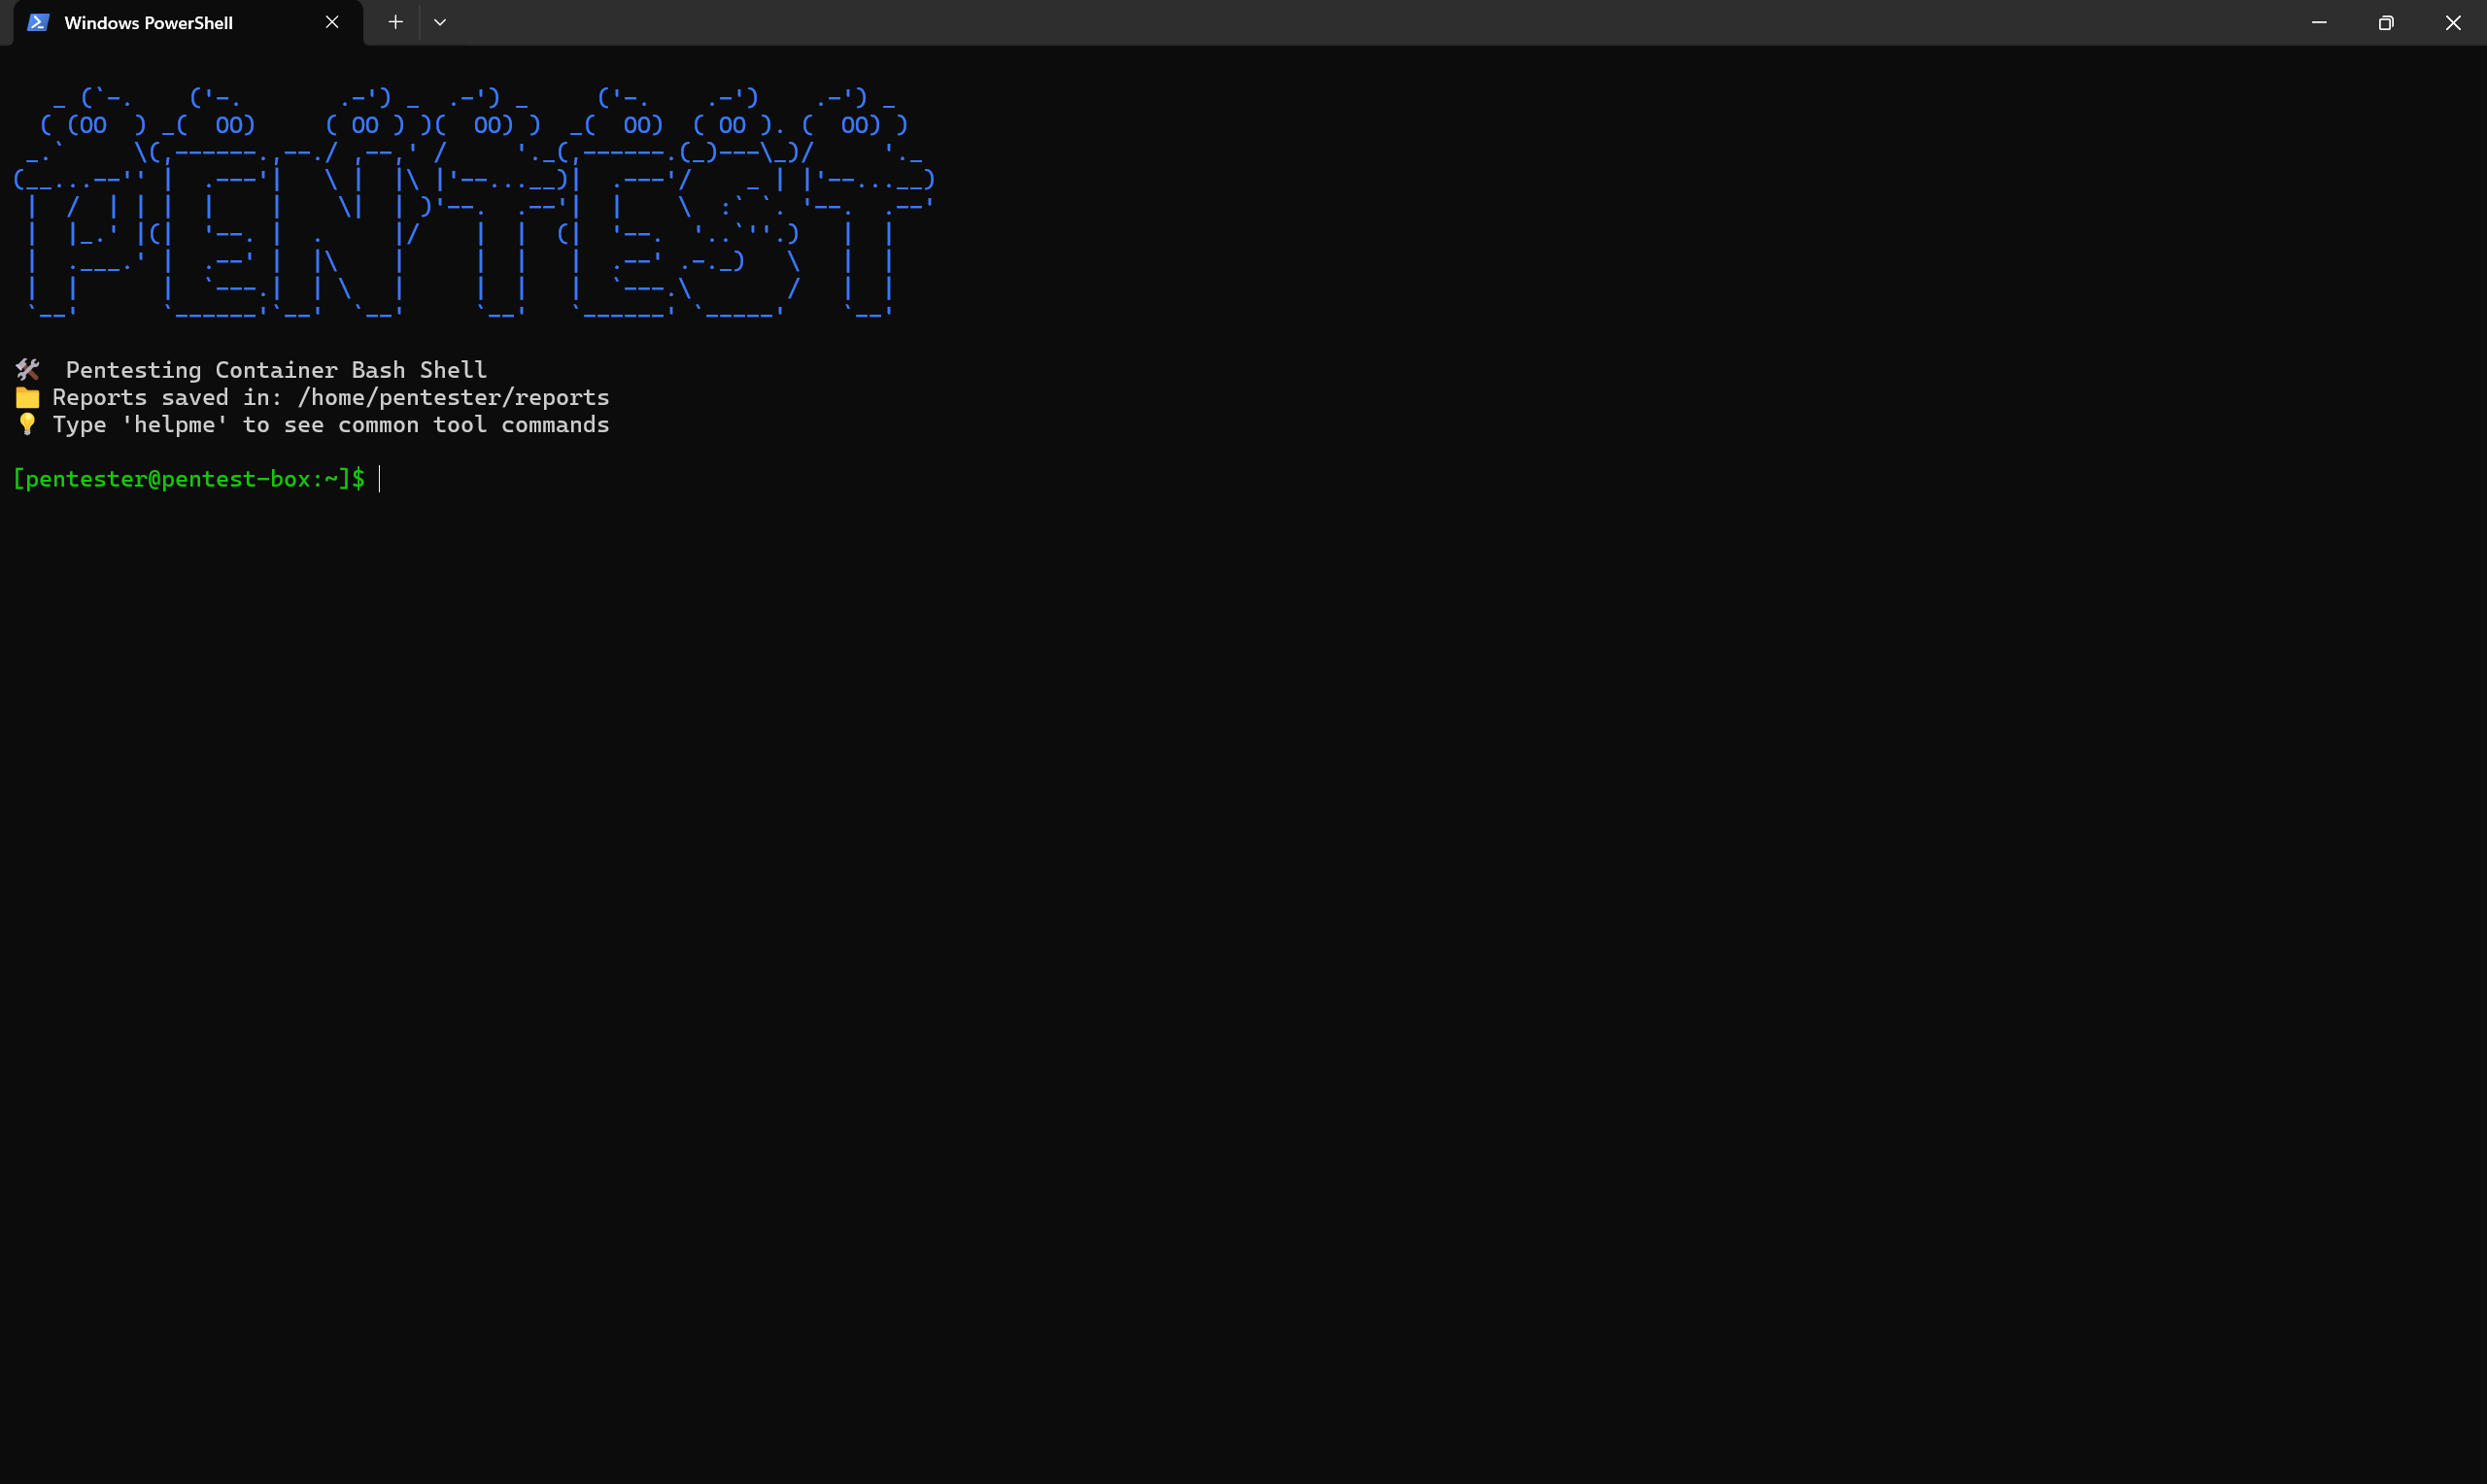 Windows PowerShell
PENTEST
🛠 Pentesting Container Bash Shell
📁 Reports saved in: /home/pentester/reports
💡 Type 'helpme' to see common tool commands
[pentester@pentest-box:~]$